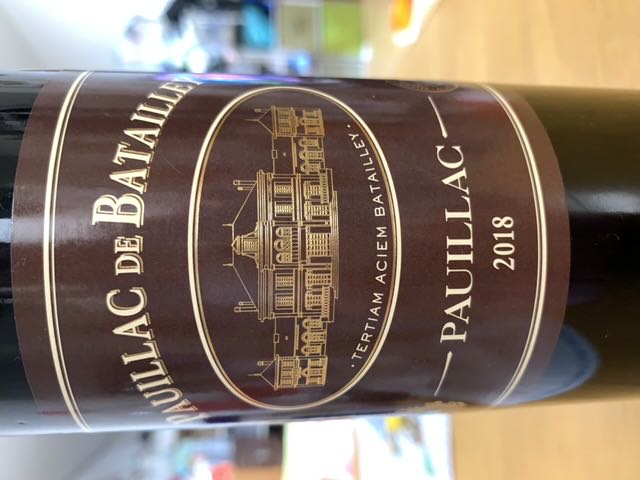 PAUILLAC DE BATAILLEY
· TERTIAM ACIEM BATAILLEY ·
PAUILLAC
2018